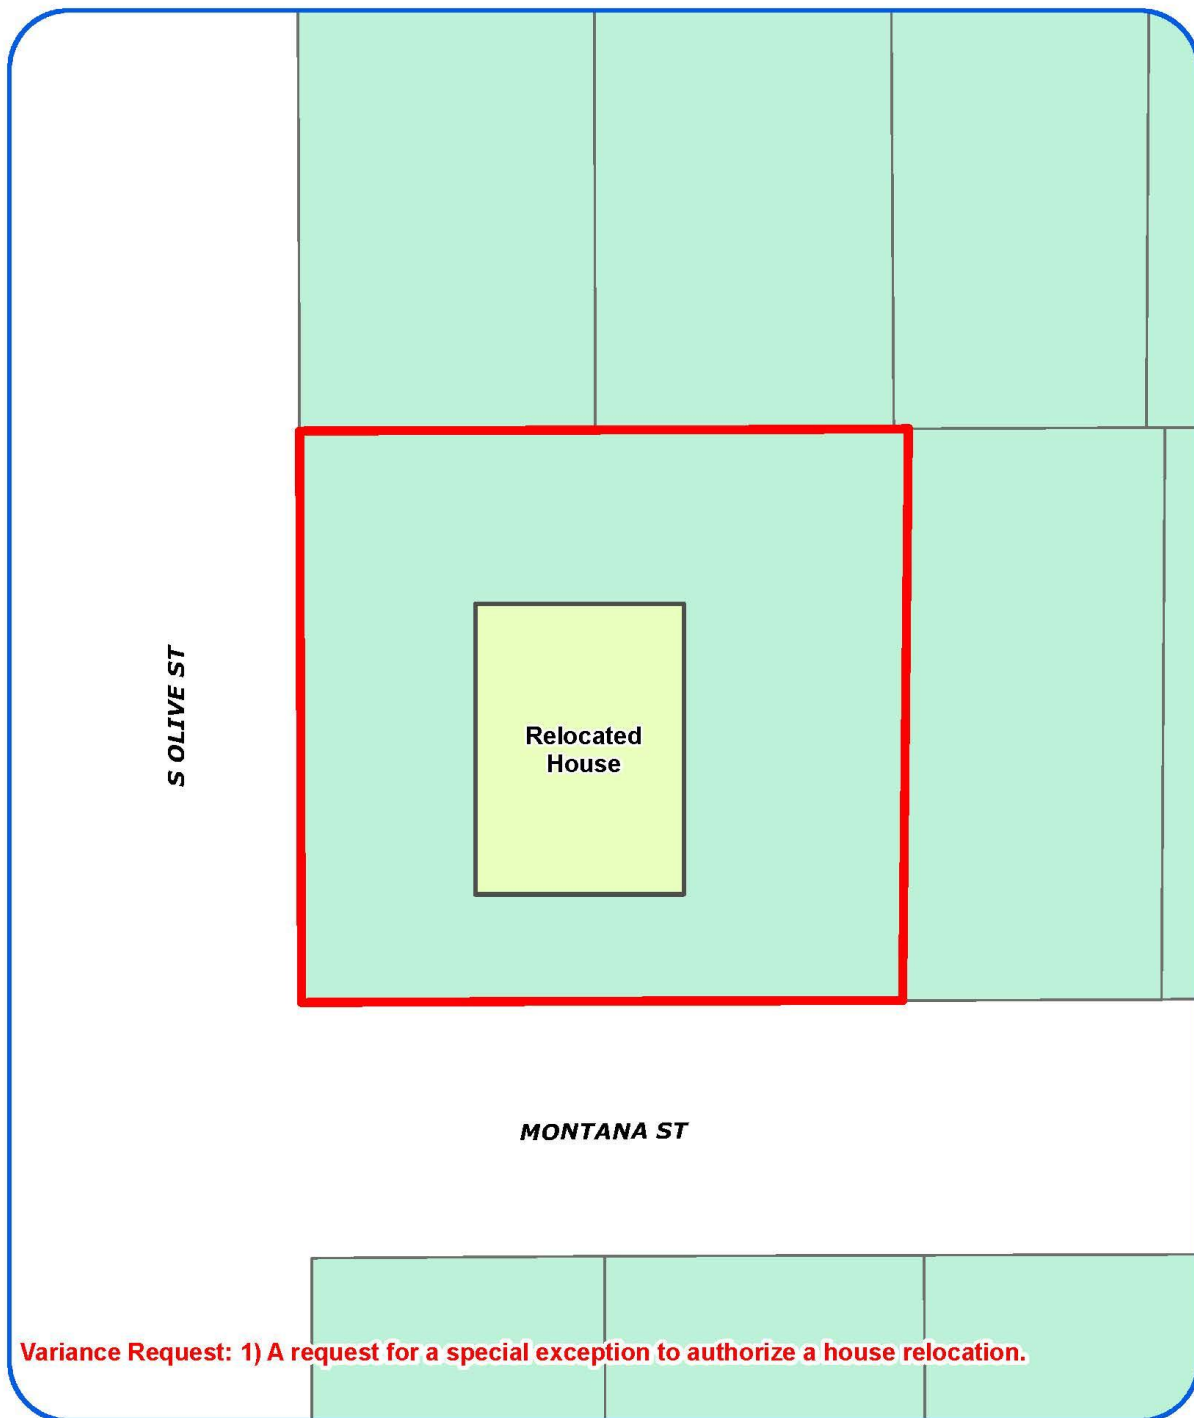 S OLIVE ST
Relocated
House
MONTANA ST
Variance Request: 1) A request for a special exception to authorize a house relocation.